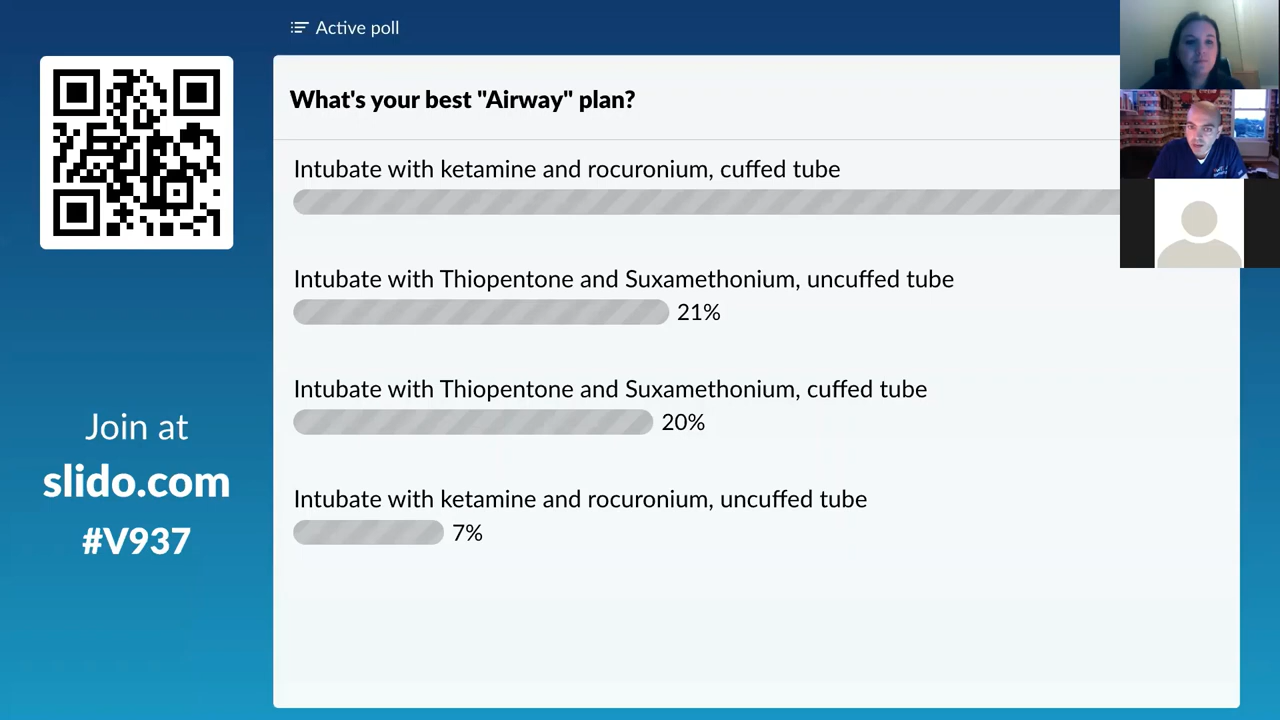 Active poll
What's your best "Airway" plan?
Intubate with ketamine and rocuronium, cuffed tube
Intubate with Thiopentone and Suxamethonium, uncuffed tube
21%
Intubate with Thiopentone and Suxamethonium, cuffed tube
20%
Intubate with ketamine and rocuronium, uncuffed tube
7%
Join at
slido.com
#V937